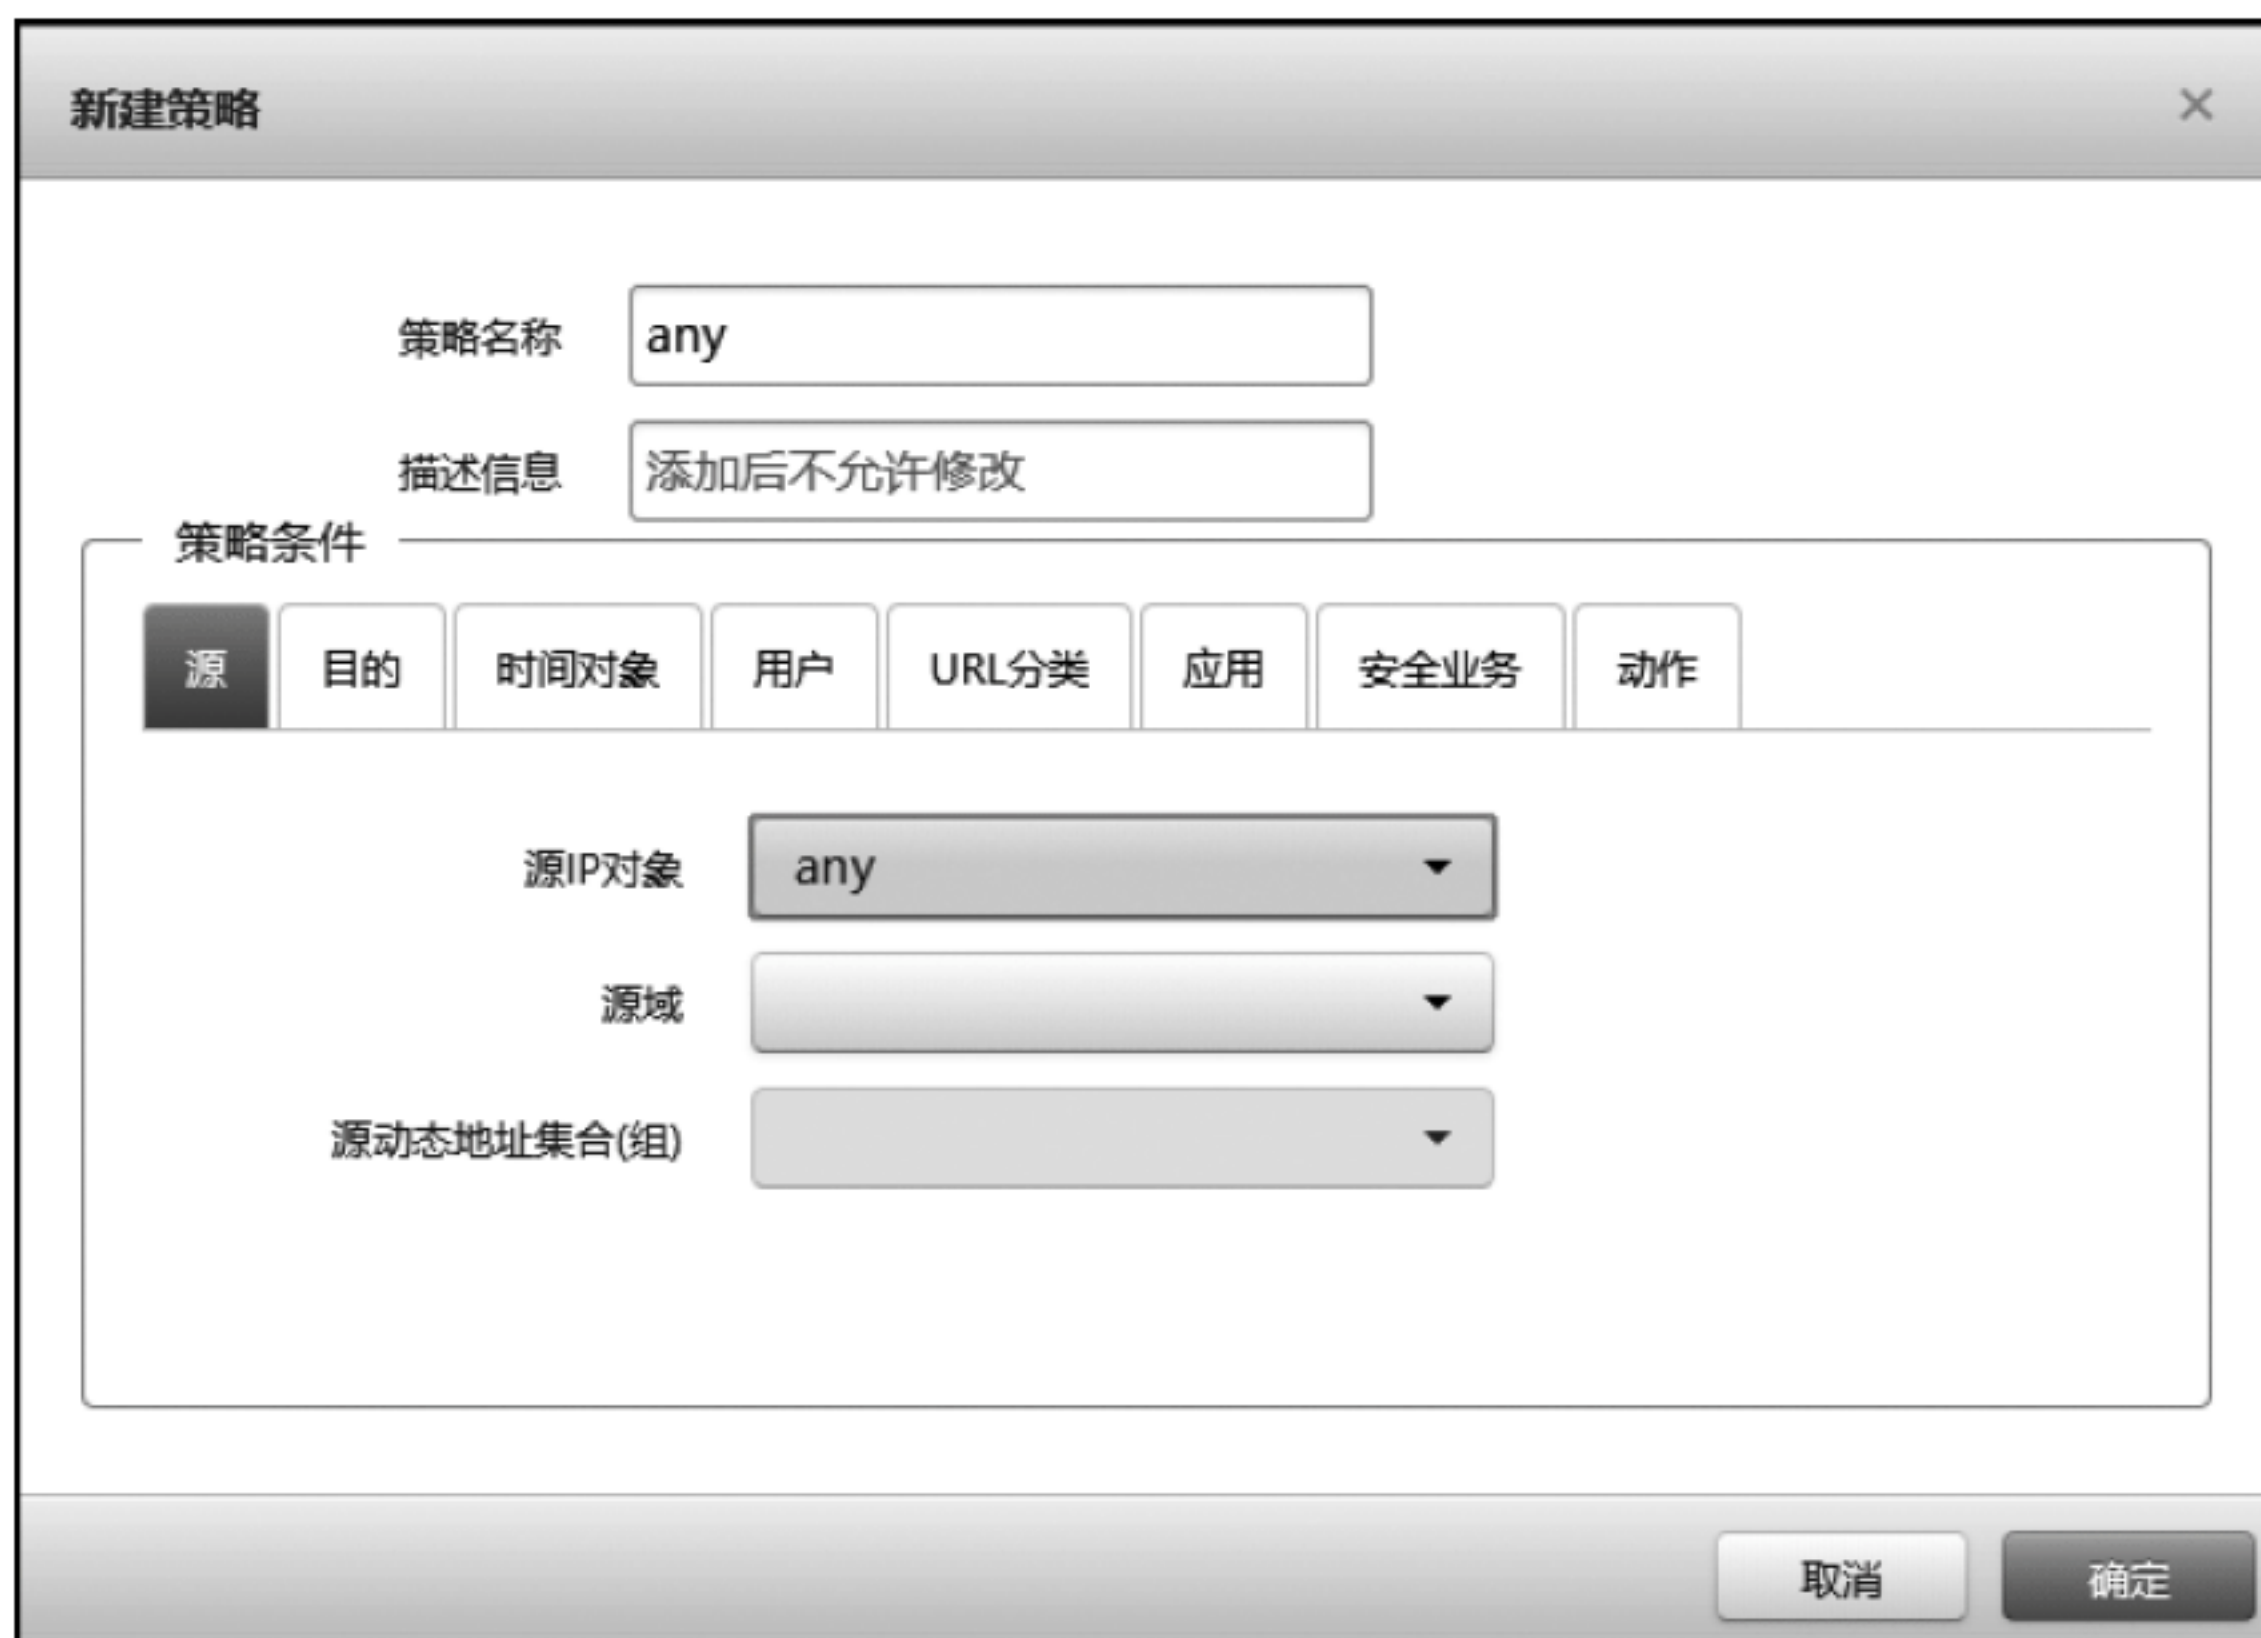 新建策略 ×
策略名称 any
描述信息 添加后不允许修改
策略条件
源 目的 时间对象 用户 URL分类 应用 安全业务 动作
源IP对象 any
源域
源动态地址集合(组)
取消 确定